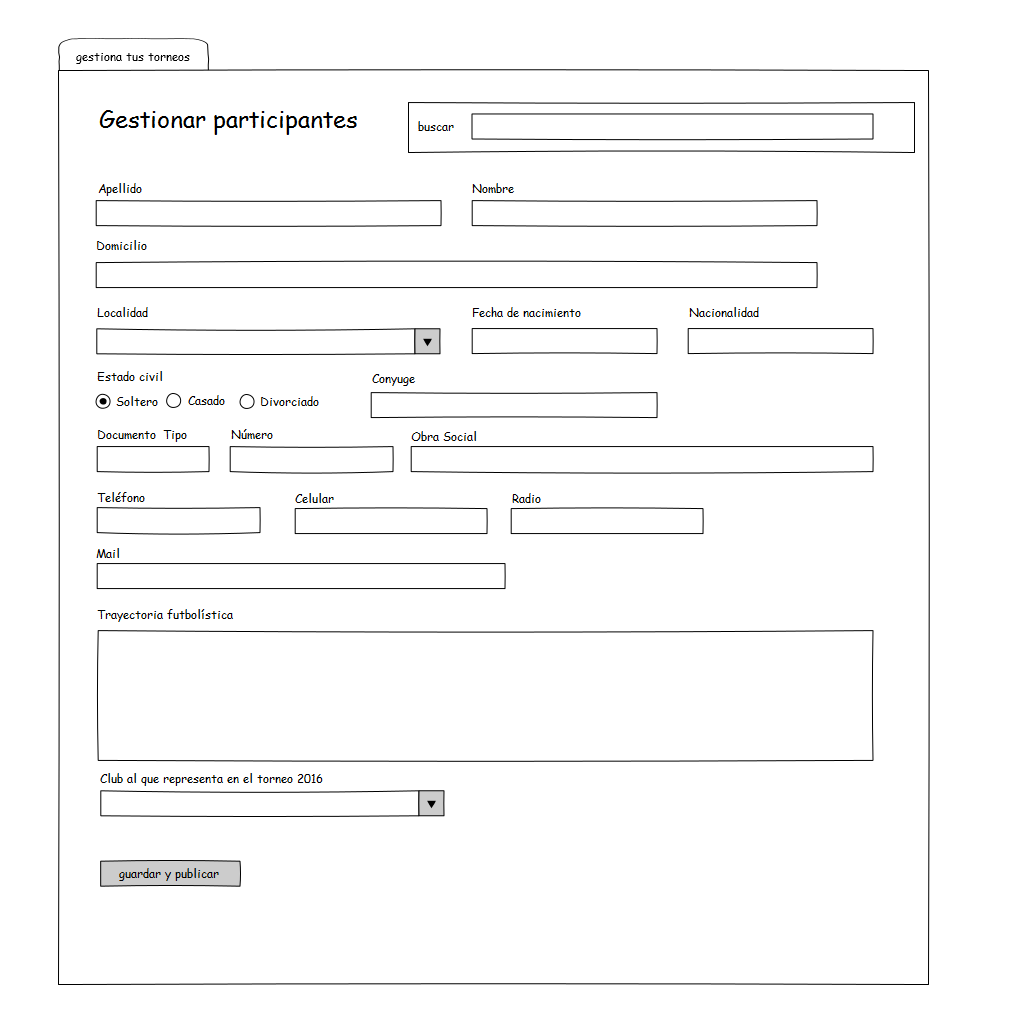 gestiona tus torneos
Gestionar participantes
buscar
Apellido Nombre
Domicilio
Localidad Fecha de nacimiento Nacionalidad
Estado civil Conyuge
Soltero Casado Divorciado
Documento Tipo Número Obra Social
Teléfono Celular Radio
Mail
Trayectoria futbolística
Club al que representa en el torneo 2016
guardar y publicar